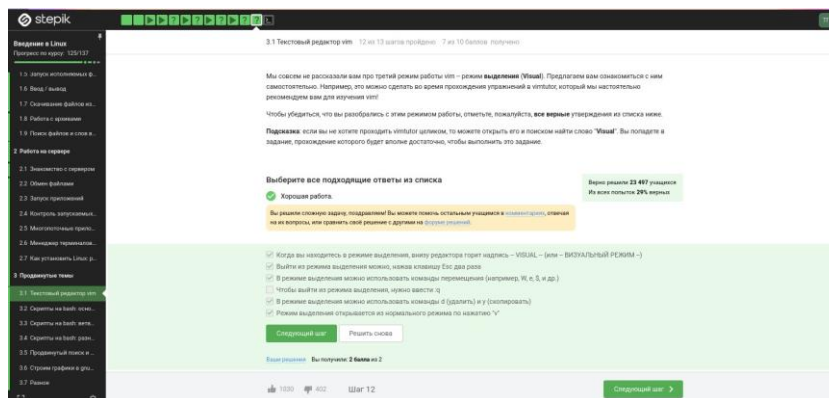 stepik
3.1 Текстовый редактор vim 12 из 13 шагов пройдено 7 из 10 баллов получено
Введение в Linux
Прогресс по курсу: 125/137
1.5 Запуск исполняемых ф...
1.6 Ввод / вывод
1.7 Скачивание файлов из...
1.8 Работа с архивами
1.9 Поиск файлов и слов в...
2 Работа на сервере
2.1 Знакомство с сервером
2.2 Обмен файлами
2.3 Запуск приложений
2.4 Контроль запускаемых...
2.5 Многопоточные прило...
2.6 Менеджер терминалов...
2.7 Как установить Linux: р...
3 Продвинутые темы
3.1 Текстовый редактор vim
3.2 Скрипты на bash: осно...
3.3 Скрипты на bash: ветв...
3.4 Скрипты на bash: разн...
3.5 Продвинутый поиск и ...
3.6 Строим графики в gnu...
3.7 Разное
Мы совсем не рассказали вам про третий режим работы vim – режим выделения (Visual). Предлагаем вам ознакомиться с ним
самостоятельно. Например, это можно сделать во время прохождения упражнений в vimtutor, который мы настоятельно
рекомендуем вам для изучения vim!
Чтобы убедиться, что вы разобрались с этим режимом работы, отметьте, пожалуйста, все верные утверждения из списка ниже.
Подсказка: если вы не хотите проходить vimtutor целиком, то можете открыть его и поиском найти слово "Visual". Вы попадете в
задание, прохождение которого будет вполне достаточно, чтобы выполнить это задание.
Выберите все подходящие ответы из списка
Верно решили 23 497 учащихся
Из всех попыток 29% верных
Хорошая работа.
Вы решили сложную задачу, поздравляем! Вы можете помочь остальным учащимся в комментариях, отвечая
на их вопросы, или сравнить своё решение с другими на форуме решений.
Когда вы находитесь в режиме выделения, внизу редактора горит надпись – VISUAL – (или – ВИЗУАЛЬНЫЙ РЕЖИМ –)
Выйти из режима выделения можно, нажав клавишу Esc два раза
В режиме выделения можно использовать команды перемещения (например, W, e, $, и др.)
Чтобы выйти из режима выделения, нужно ввести :q
В режиме выделения можно использовать команды d (удалить) и y (скопировать)
Режим выделения открывается из нормального режима по нажатию "v"
Следующий шаг Решить снова
Ваши решения Вы получили: 2 балла из 2
1030 402 Шаг 12 Следующий шаг